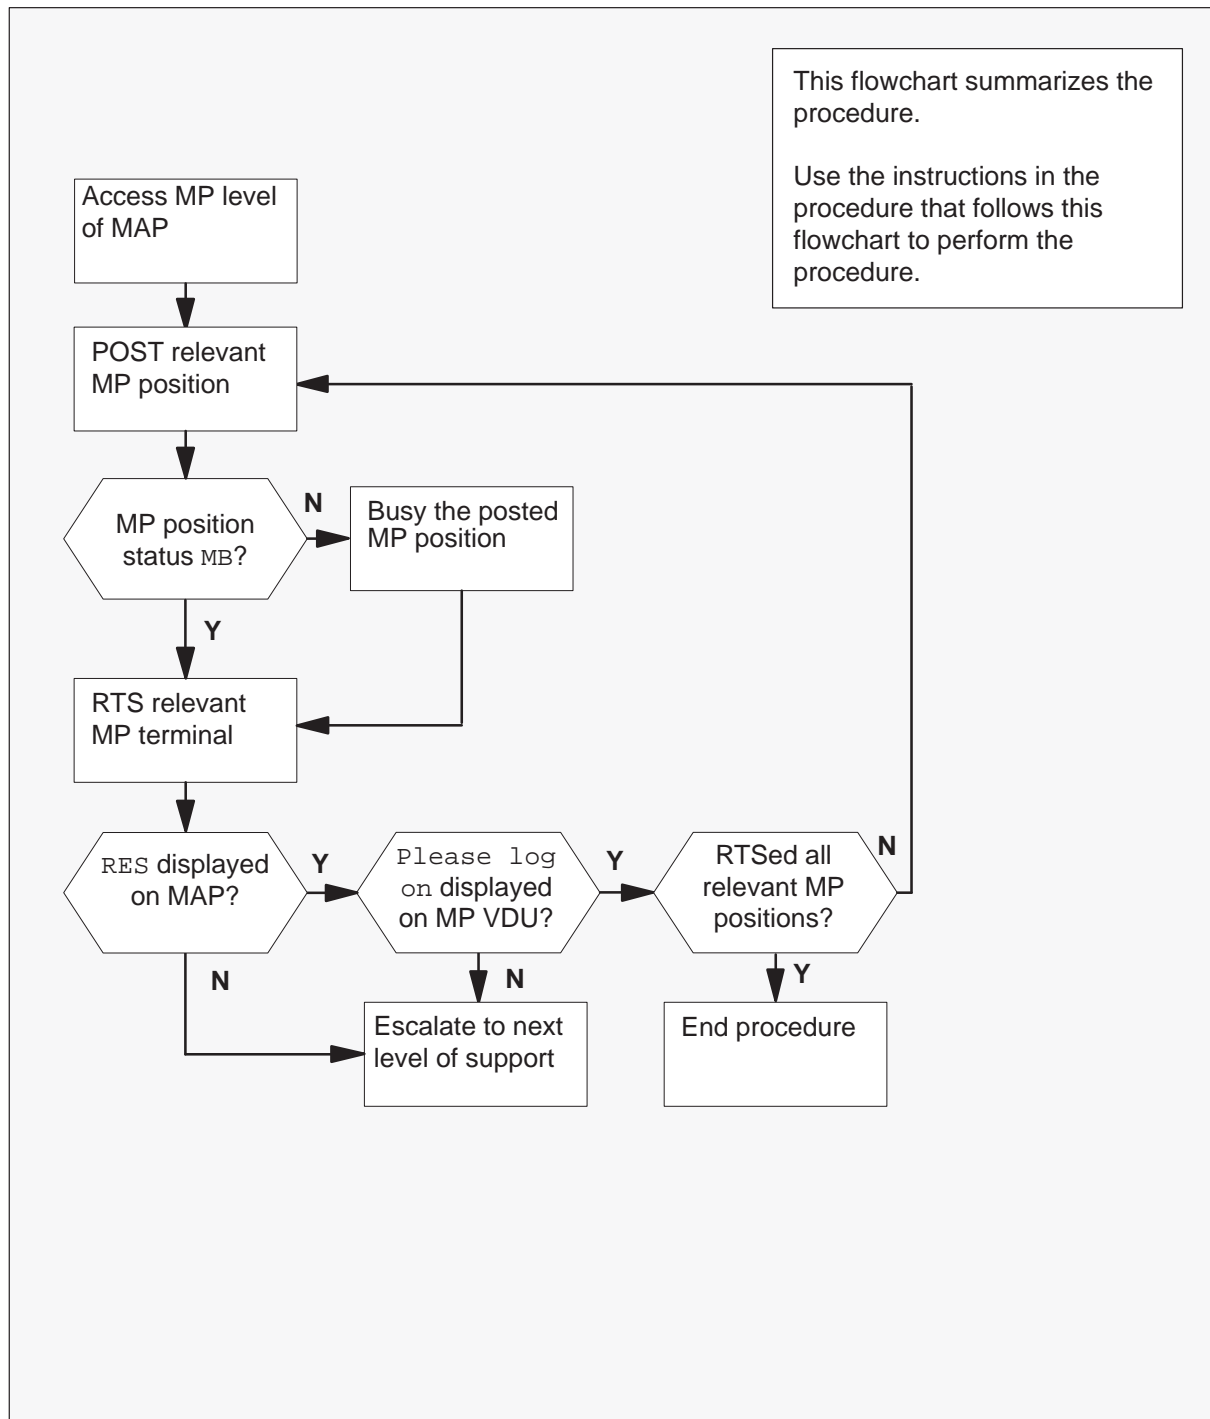 This flowchart summarizes the
procedure.
Use the instructions in the
procedure that follows this
flowchart to perform the
procedure.
Access MP level
of MAP
POST relevant
MP position
MP position
status MB?
N
Busy the posted
MP position
Y
RTS relevant
MP terminal
RES displayed
on MAP?
Y
Please log
on displayed
on MP VDU?
Y
RTSed all
relevant MP
positions?
N
N
N
Y
Escalate to next
level of support
End procedure